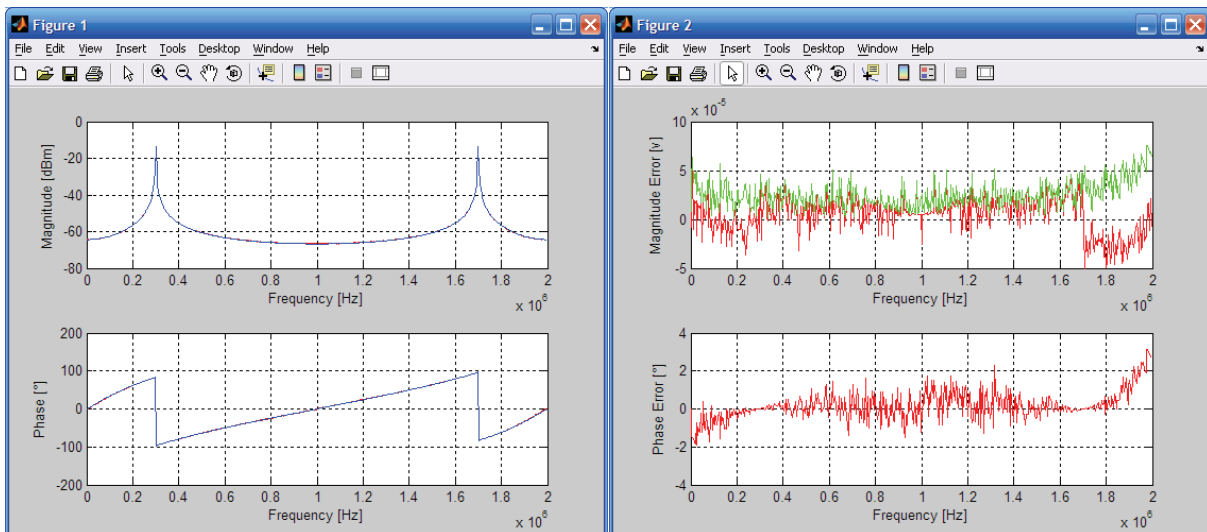 Figure 1
File Edit View Insert Tools Desktop Window Help
0
-20
-40
-60
-80
Magnitude [dBm]
0 0.2 0.4 0.6 0.8 1 1.2 1.4 1.6 1.8 2
Frequency [Hz]
x 10^6
200
100
0
-100
-200
Phase [°]
0 0.2 0.4 0.6 0.8 1 1.2 1.4 1.6 1.8 2
Frequency [Hz]
x 10^6
Figure 2
File Edit View Insert Tools Desktop Window Help
x 10^-5
10
5
0
-5
Magnitude Error [v]
0 0.2 0.4 0.6 0.8 1 1.2 1.4 1.6 1.8 2
Frequency [Hz]
x 10^6
4
2
0
-2
-4
Phase Error [°]
0 0.2 0.4 0.6 0.8 1 1.2 1.4 1.6 1.8 2
Frequency [Hz]
x 10^6